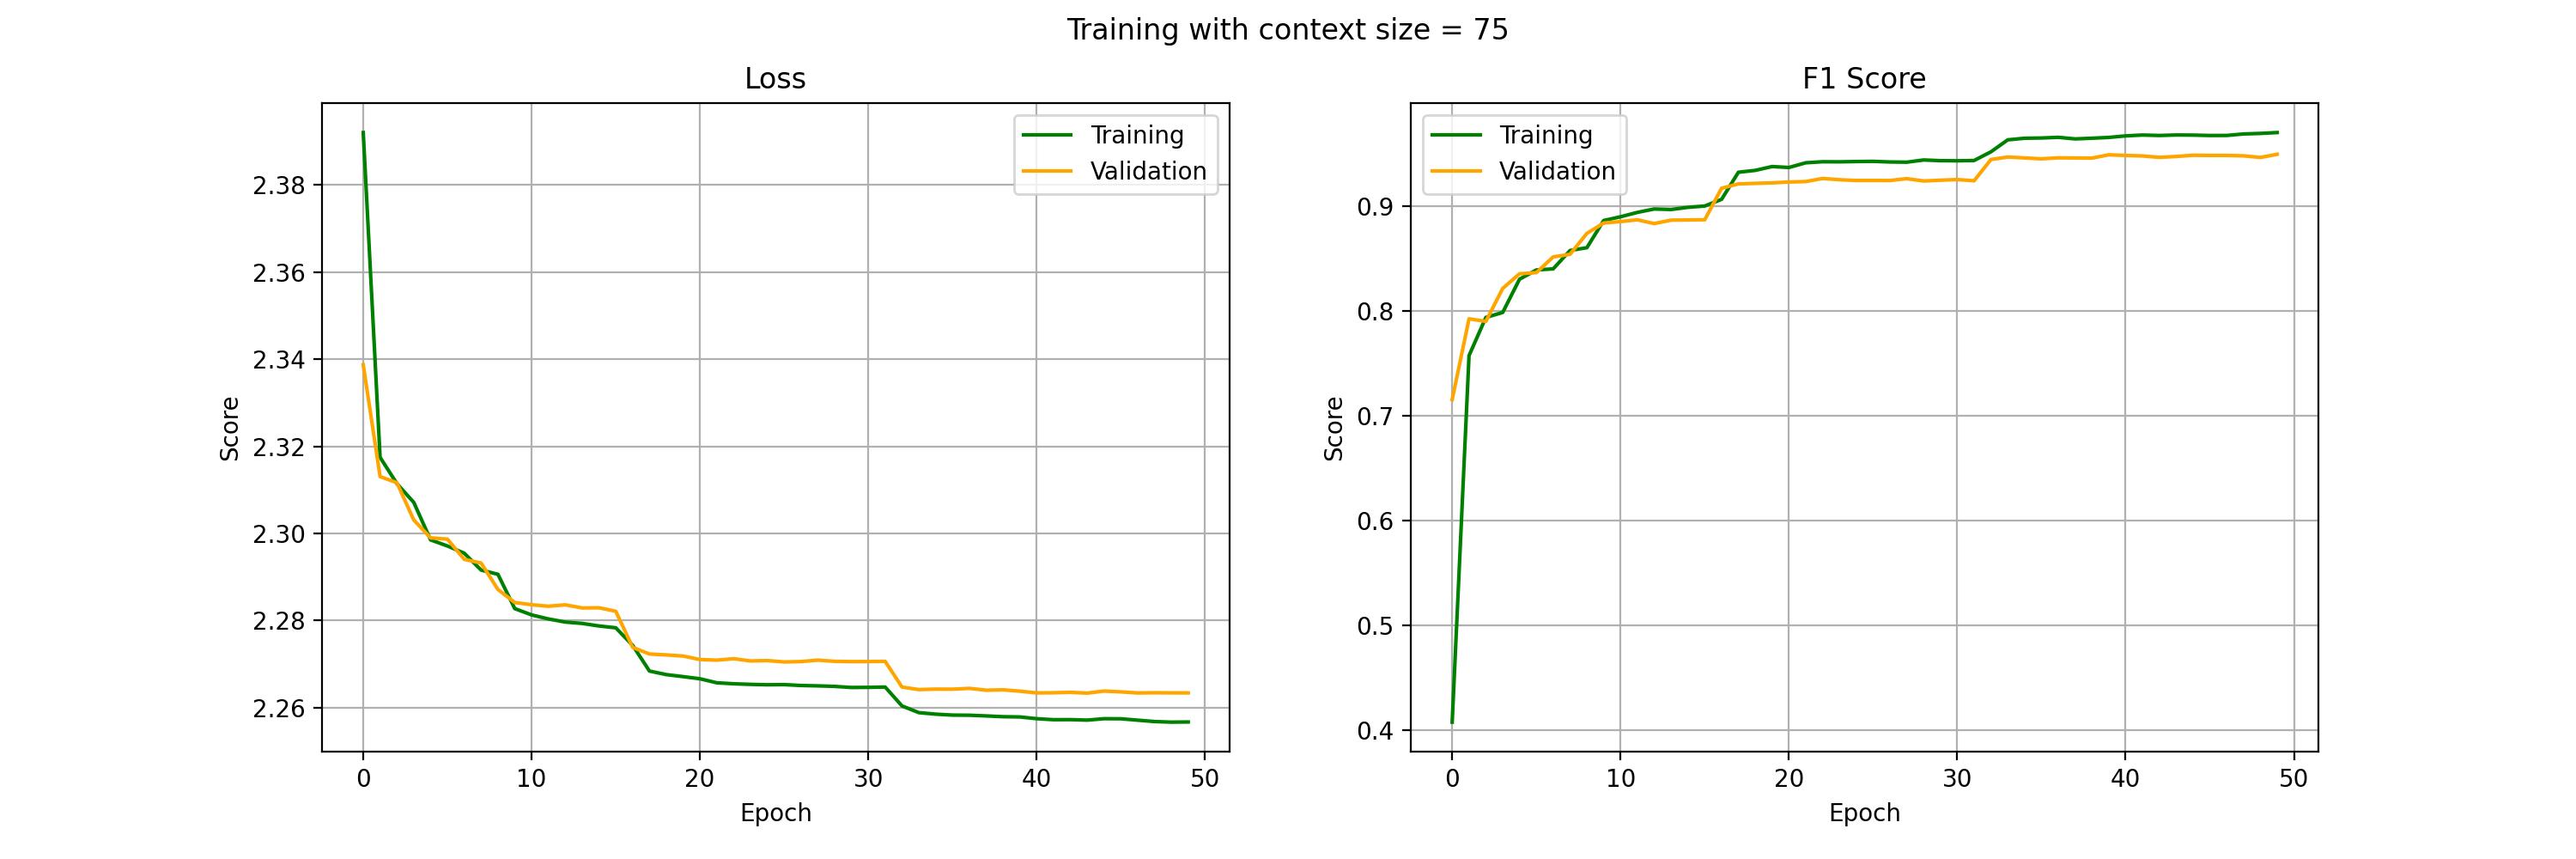 Training with context size = 75
Loss
Training
Validation
2.38
2.36
2.34
2.32
2.30
2.28
2.26
Score
0 10 20 30 40 50
Epoch
F1 Score
Training
Validation
0.9
0.8
0.7
0.6
0.5
0.4
Score
0 10 20 30 40 50
Epoch